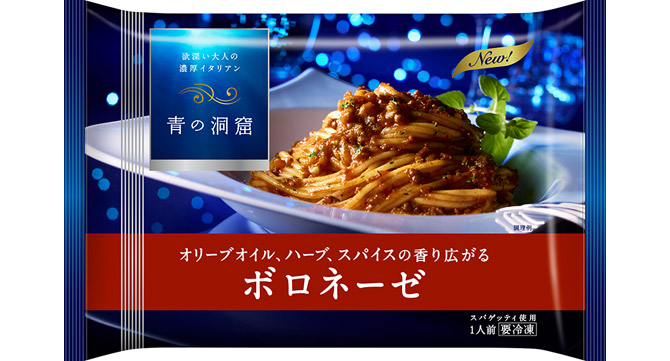 欲深い大人の
濃厚イタリアン
青の洞窟
New!
調理例
オリーブオイル、ハーブ、スパイスの香り広がる
ボロネーゼ
スパゲッティ使用
1人前 要冷凍